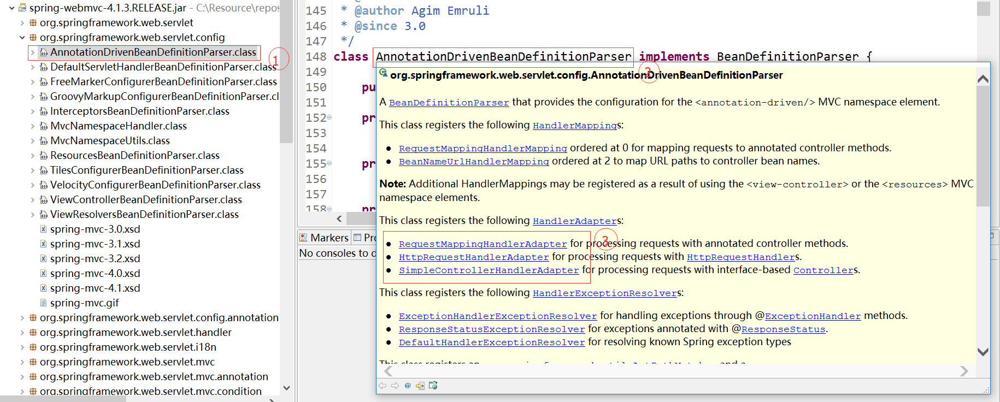 spring-webmvc-4.1.3.RELEASE.jar - C:\Resource\repos
org.springframework.web.servlet
org.springframework.web.servlet.config
AnnotationDrivenBeanDefinitionParser.class
1
DefaultServletHandlerBeanDefinitionParser.class
FreeMarkerConfigurerBeanDefinitionParser.class
GroovyMarkupConfigurerBeanDefinitionParser.cl
InterceptorsBeanDefinitionParser.class
MvcNamespaceHandler.class
MvcNamespaceUtils.class
ResourcesBeanDefinitionParser.class
TilesConfigurerBeanDefinitionParser.class
VelocityConfigurerBeanDefinitionParser.class
ViewControllerBeanDefinitionParser.class
ViewResolversBeanDefinitionParser.class
spring-mvc-3.0.xsd
spring-mvc-3.1.xsd
spring-mvc-3.2.xsd
spring-mvc-4.0.xsd
spring-mvc-4.1.xsd
spring-mvc.gif
org.springframework.web.servlet.config.annotation
org.springframework.web.servlet.handler
org.springframework.web.servlet.i18n
org.springframework.web.servlet.mvc
org.springframework.web.servlet.mvc.annotation
org.springframework.web.servlet.mvc.condition
145 * @author Agim Emruli
146 * @since 3.0
147 */
148 class AnnotationDrivenBeanDefinitionParser implements BeanDefinitionParser {
149
150 pu
151
152 pr
153
154
155 pr
156
157
158 pr
2
org.springframework.web.servlet.config.AnnotationDrivenBeanDefinitionParser
A BeanDefinitionParser that provides the configuration for the <annotation-driven/> MVC namespace element.
This class registers the following HandlerMappings:
● RequestMappingHandlerMapping ordered at 0 for mapping requests to annotated controller methods.
● BeanNameUrlHandlerMapping ordered at 2 to map URL paths to controller bean names.
Note: Additional HandlerMappings may be registered as a result of using the <view-controller> or the <resources> MVC
namespace elements.
This class registers the following HandlerAdapters:
3
● RequestMappingHandlerAdapter for processing requests with annotated controller methods.
● HttpRequestHandlerAdapter for processing requests with HttpRequestHandlers.
● SimpleControllerHandlerAdapter for processing requests with interface-based Controllers.
This class registers the following HandlerExceptionResolvers:
● ExceptionHandlerExceptionResolver for handling exceptions through @ExceptionHandler methods.
● ResponseStatusExceptionResolver for exceptions annotated with @ResponseStatus.
● DefaultHandlerExceptionResolver for resolving known Spring exception types
This class registers an
Markers
No consoles to d